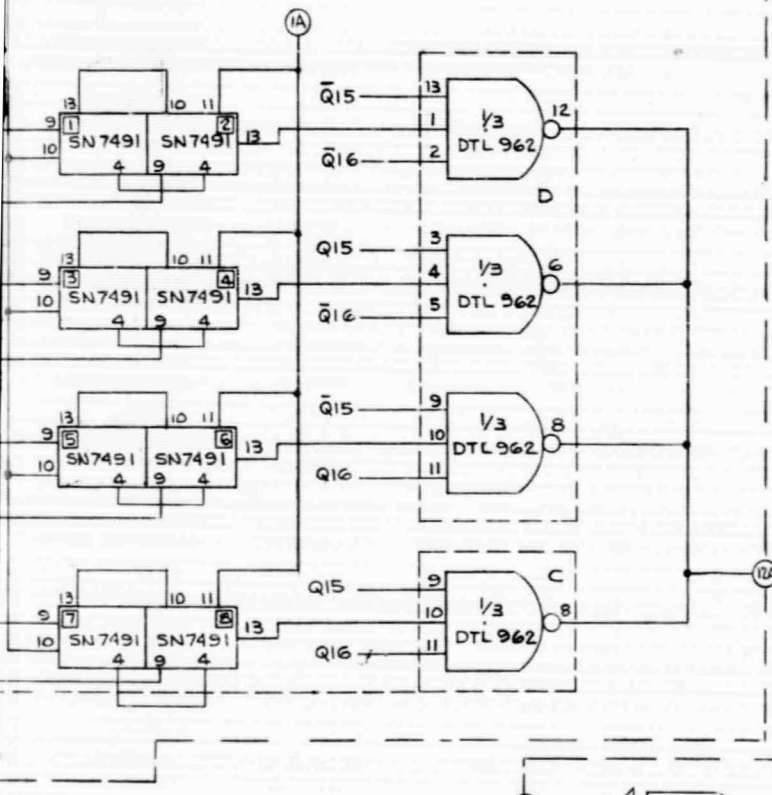 1A
13 10 11
9 1 SN7491 SN7491 2 13
10 4 9 4
Q̅15 13 1/3 12
1 DTL 962
Q̅16 2
D
13 10 11
9 3 SN7491 SN7491 4 13
10 4 9 4
Q15 3 1/3 6
4 DTL 962
Q̅16 5
13 10 11
9 5 SN7491 SN7491 6 13
10 4 9 4
Q̅15 9 1/3 8
10 DTL 962
Q16 11
C
13 10 11
9 7 SN7491 SN7491 8 13
10 4 9 4
Q15 9 1/3 8
10 DTL 962
Q16 11
12A